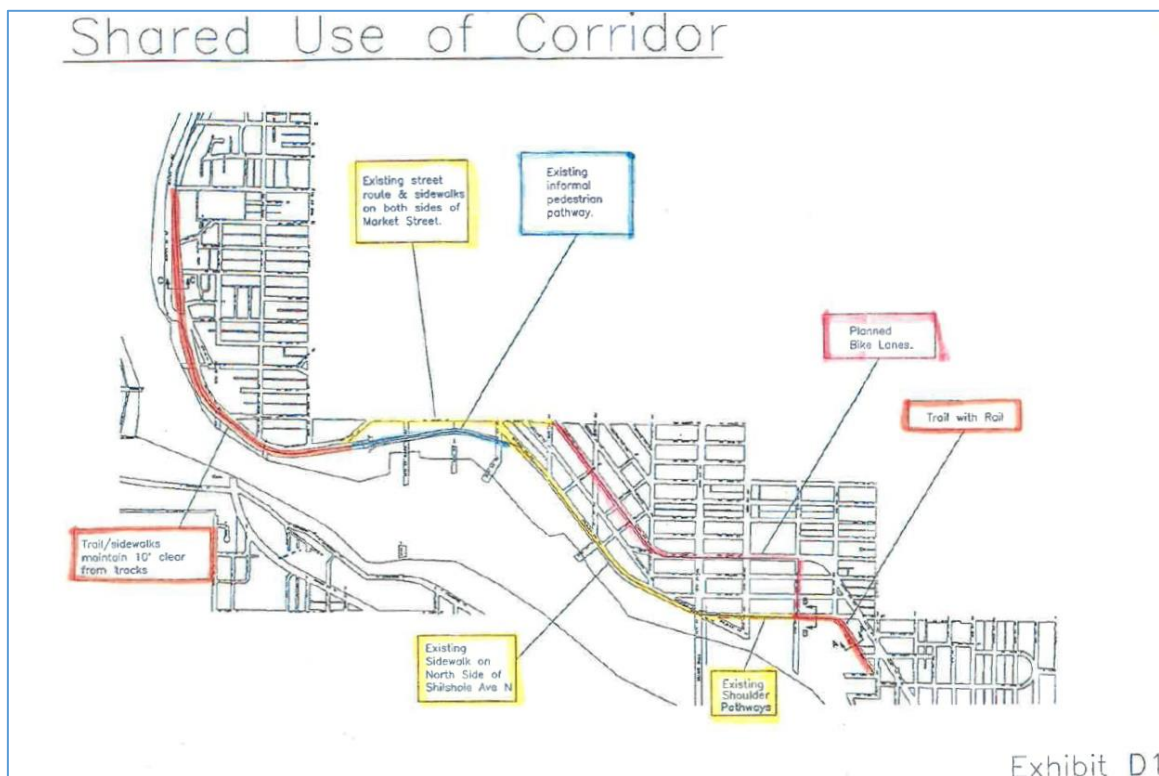 Shared Use of Corridor
Existing street
route & sidewalks
on both sides of
Market Street.
Existing
informal
pedestrian
pathway.
Planned
Bike Lanes.
Trail with Rail
Trail/sidewalks
maintain 10' clear
from tracks
Existing
Sidewalk on
North Side of
Shilshole Ave N
Existing
Shoulder
Pathways
Exhibit D1